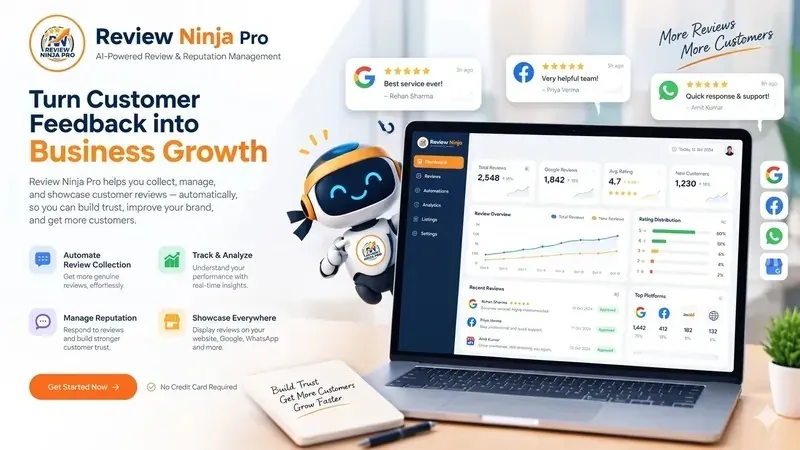 REVIEW
NINJA PRO
Review Ninja Pro
AI-Powered Review & Reputation Management
Turn Customer
Feedback into
Business Growth
Review Ninja Pro helps you collect, manage,
and showcase customer reviews — automatically,
so you can build trust, improve your brand,
and get more customers.
Automate
Review Collection
Get more genuine
reviews, effortlessly.
Track & Analyze
Understand your
performance with
real-time insights.
Manage Reputation
Respond to reviews
and build stronger
customer trust.
Showcase Everywhere
Display reviews on your
website, Google, WhatsApp
and more.
Get Started Now →
No Credit Card Required
Build Trust
Get More Customers
Grow Faster
More Reviews
More Customers
Best service ever!
– Rehan Sharma
Very helpful team!
– Priya Verma
Quick response & support!
– Amit Kumar
Review Ninja
Dashboard
Reviews
Automations
Analytics
Listings
Settings
Total Reviews
2,548
Google Reviews
1,842
Avg. Rating
4.7
New Customers
1,230
Review Overview
Total Reviews
New Reviews
Rating Distribution
60%
30%
6%
4%
2%
Recent Reviews
Rehan Sharma
Approved
Priya Verma
Approved
Amit Kumar
Approved
Top Platforms
1,442
412
182
132